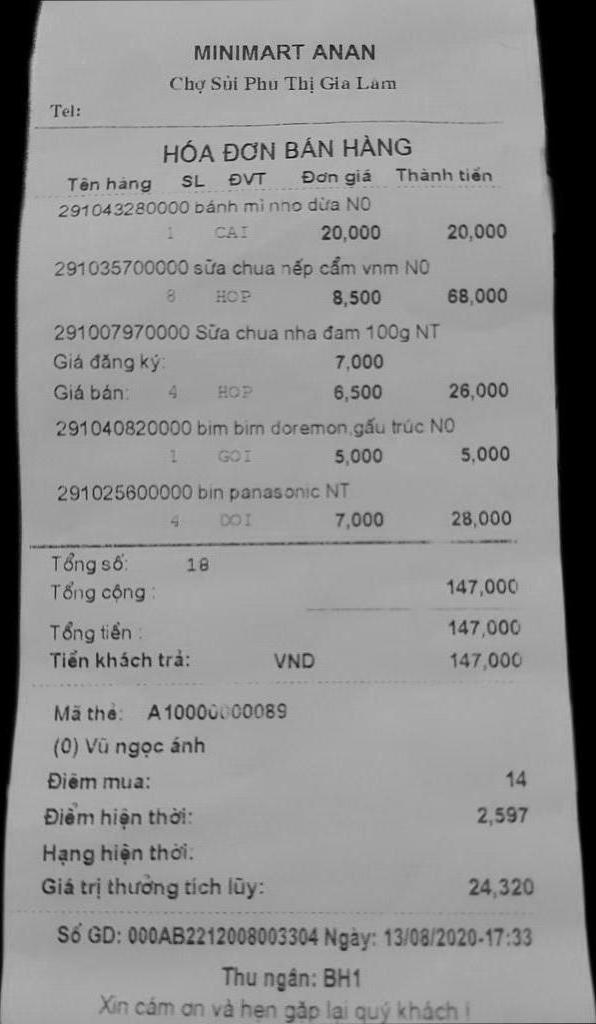 MINIMART ANAN
Chợ Sủi Phú Thị Gia Lâm
Tel:
HÓA ĐƠN BÁN HÀNG
Tên hàng SL ĐVT Đơn giá Thành tiền
291043280000 bánh mì nho dừa N0
1 CAI 20,000 20,000
291035700000 sữa chua nếp cẩm vnm N0
8 HOP 8,500 68,000
291007970000 Sữa chua nha đam 100g NT
Giá đăng ký: 7,000
Giá bán: 4 HOP 6,500 26,000
291040820000 bim bim doremon,gấu trúc N0
1 GOI 5,000 5,000
291025600000 bin panasonic NT
4 DOI 7,000 28,000
Tổng số: 18
Tổng cộng : 147,000
Tổng tiền : 147,000
Tiền khách trả: VND 147,000
Mã thẻ: A10000000089
(0) Vũ ngọc ánh
Điểm mua: 14
Điểm hiện thời: 2,597
Hạng hiện thời:
Giá trị thưởng tích lũy: 24,320
Số GD: 000AB2212008003304 Ngày: 13/08/2020-17:33
Thu ngân: BH1
Xin cám ơn và hẹn gặp lại quý khách !